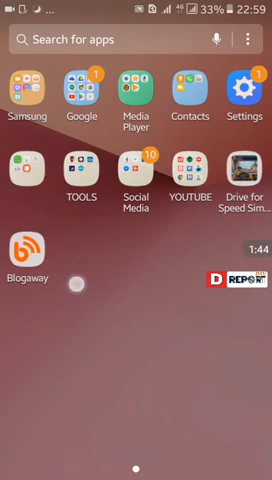 33% 22:59
Search for apps
1 1
Samsung Google Media Player Contacts Settings
10
TOOLS Social Media YOUTUBE Drive for Speed Sim...
1:44
Blogaway
D REPORT